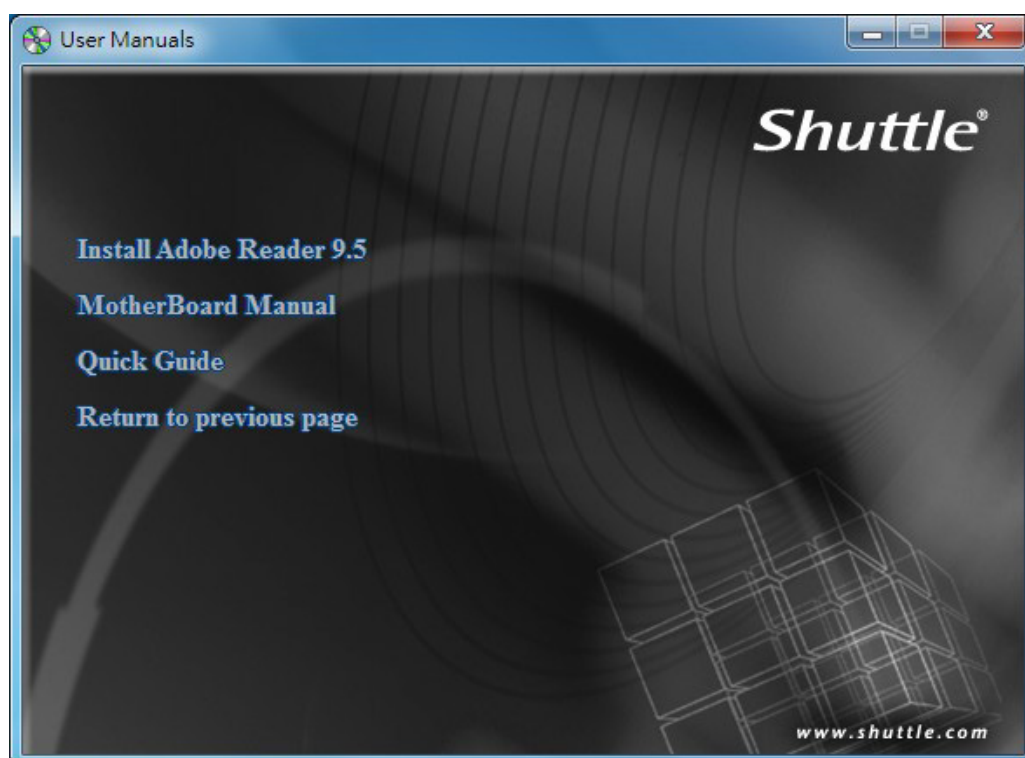 User Manuals
Shuttle®
Install Adobe Reader 9.5
MotherBoard Manual
Quick Guide
Return to previous page
www.shuttle.com